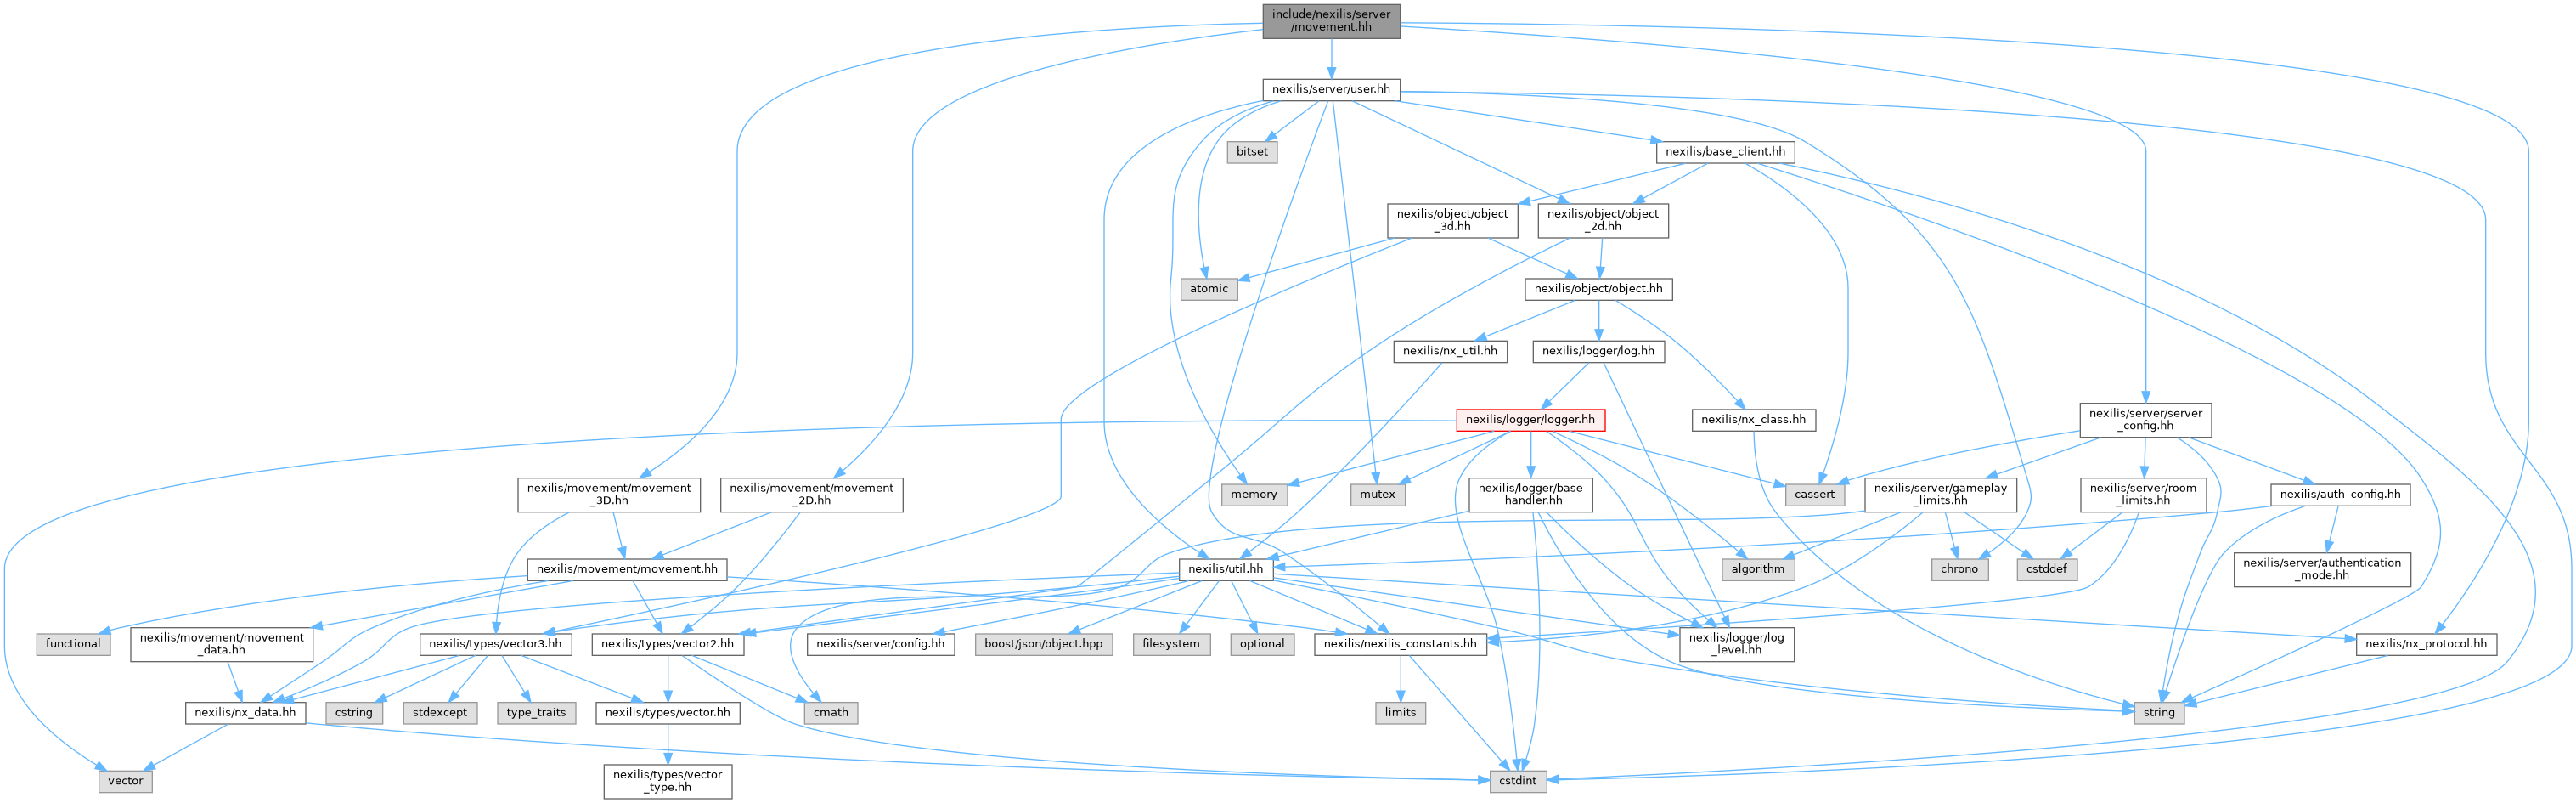 include/nexilis/server
/movement.hh
nexilis/server/user.hh
bitset
nexilis/base_client.hh
nexilis/object/object
_3d.hh
nexilis/object/object
_2d.hh
atomic
nexilis/object/object.hh
nexilis/nx_util.hh
nexilis/logger/log.hh
nexilis/logger/logger.hh
nexilis/nx_class.hh
nexilis/server/server
_config.hh
nexilis/movement/movement
_3D.hh
nexilis/movement/movement
_2D.hh
memory
mutex
nexilis/logger/base
_handler.hh
cassert
nexilis/server/gameplay
_limits.hh
nexilis/server/room
_limits.hh
nexilis/auth_config.hh
nexilis/movement/movement.hh
nexilis/util.hh
algorithm
chrono
cstddef
nexilis/server/authentication
_mode.hh
functional
nexilis/movement/movement
_data.hh
nexilis/types/vector3.hh
nexilis/types/vector2.hh
nexilis/server/config.hh
boost/json/object.hpp
filesystem
optional
nexilis/nexilis_constants.hh
nexilis/logger/log
_level.hh
nexilis/nx_protocol.hh
nexilis/nx_data.hh
cstring
stdexcept
type_traits
nexilis/types/vector.hh
cmath
limits
string
vector
nexilis/types/vector
_type.hh
cstdint